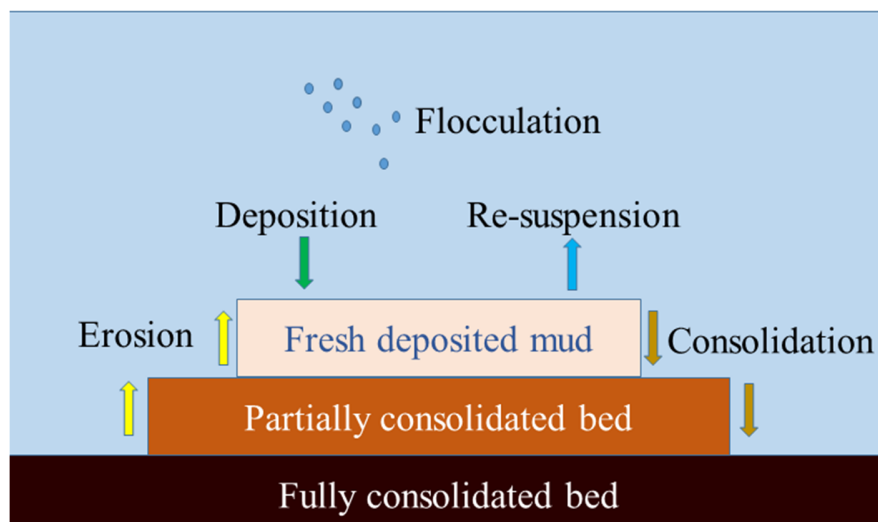 Flocculation
Deposition
Re-suspension
Erosion
Fresh deposited mud
Consolidation
Partially consolidated bed
Fully consolidated bed